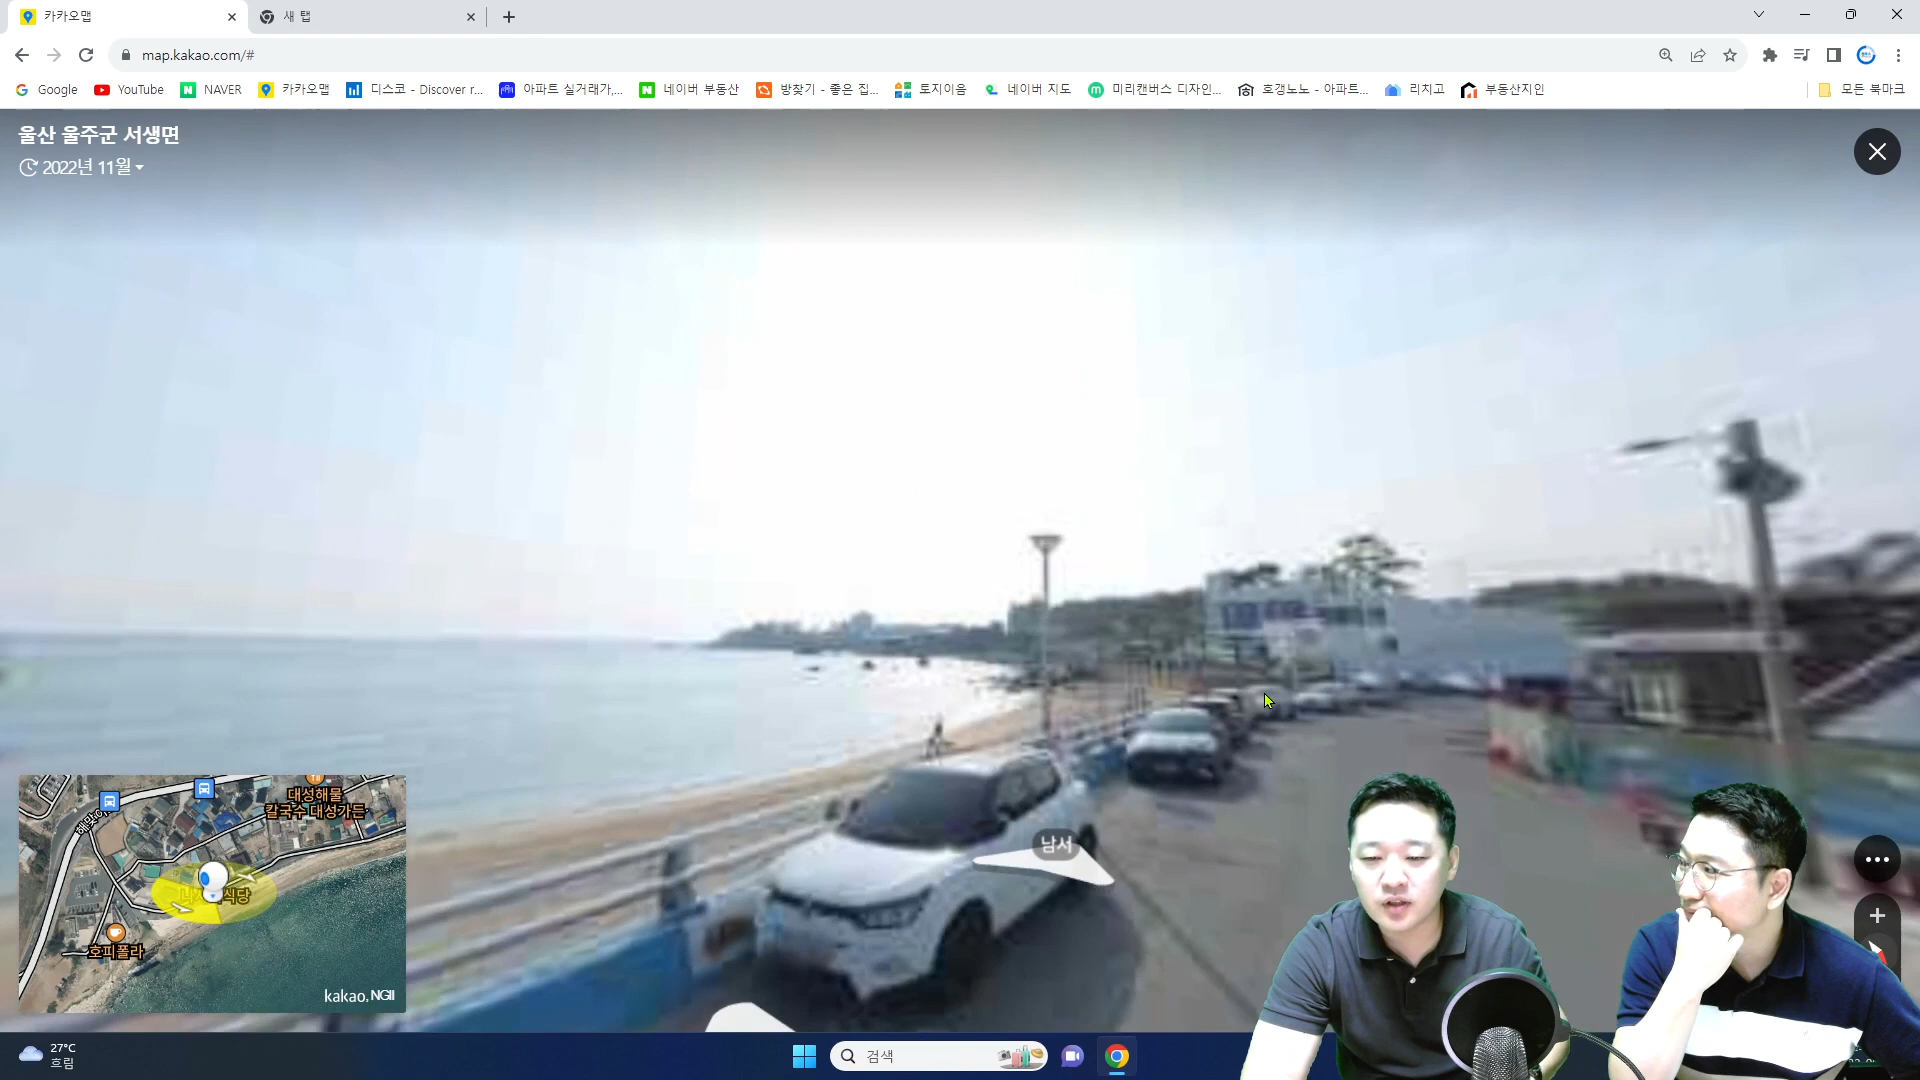 카카오맵
새 탭
map.kakao.com/#
Google
YouTube
NAVER
카카오맵
디스코 - Discover r...
아파트 실거래가,...
네이버 부동산
방찾기 - 좋은 집...
토지이음
네이버 지도
미리캔버스 디자인...
호갱노노 - 아파트...
리치고
부동산지인
모든 북마크
울산 울주군 서생면
2022년 11월
남서
대성해물
칼국수 대성가든
해맞이
식당
호피폴라
kakao, NGII
27°C
흐림
검색